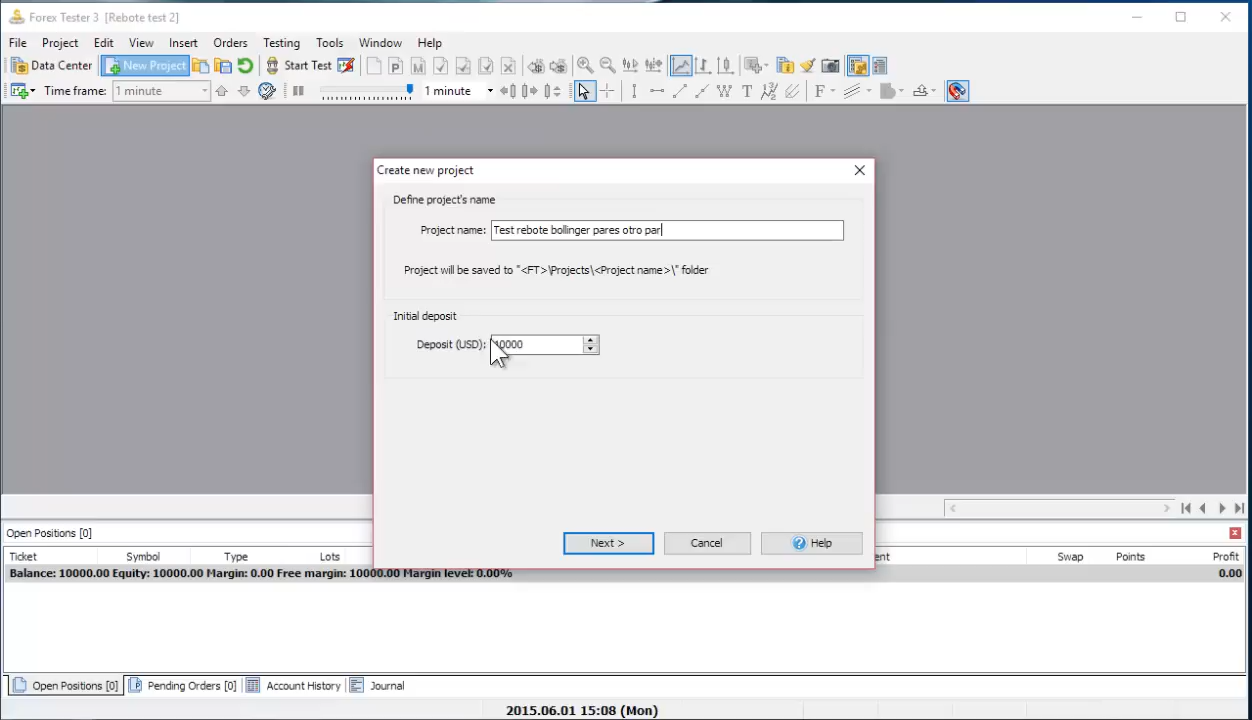 Forex Tester 3 [Rebote test 2]
File Project Edit View Insert Orders Testing Tools Window Help
Data Center New Project Start Test
Time frame: 1 minute 1 minute
Create new project
Define project's name
Project name: Test rebote bollinger pares otro par
Project will be saved to "<FT>\Projects\<Project name>\" folder
Initial deposit
Deposit (USD): 10000
Next > Cancel Help
Open Positions [0]
Ticket Symbol Type Lots Swap Points Profit
Balance: 10000.00 Equity: 10000.00 Margin: 0.00 Free margin: 10000.00 Margin level: 0.00% 0.00
Open Positions [0] Pending Orders [0] Account History Journal
2015.06.01 15:08 (Mon)